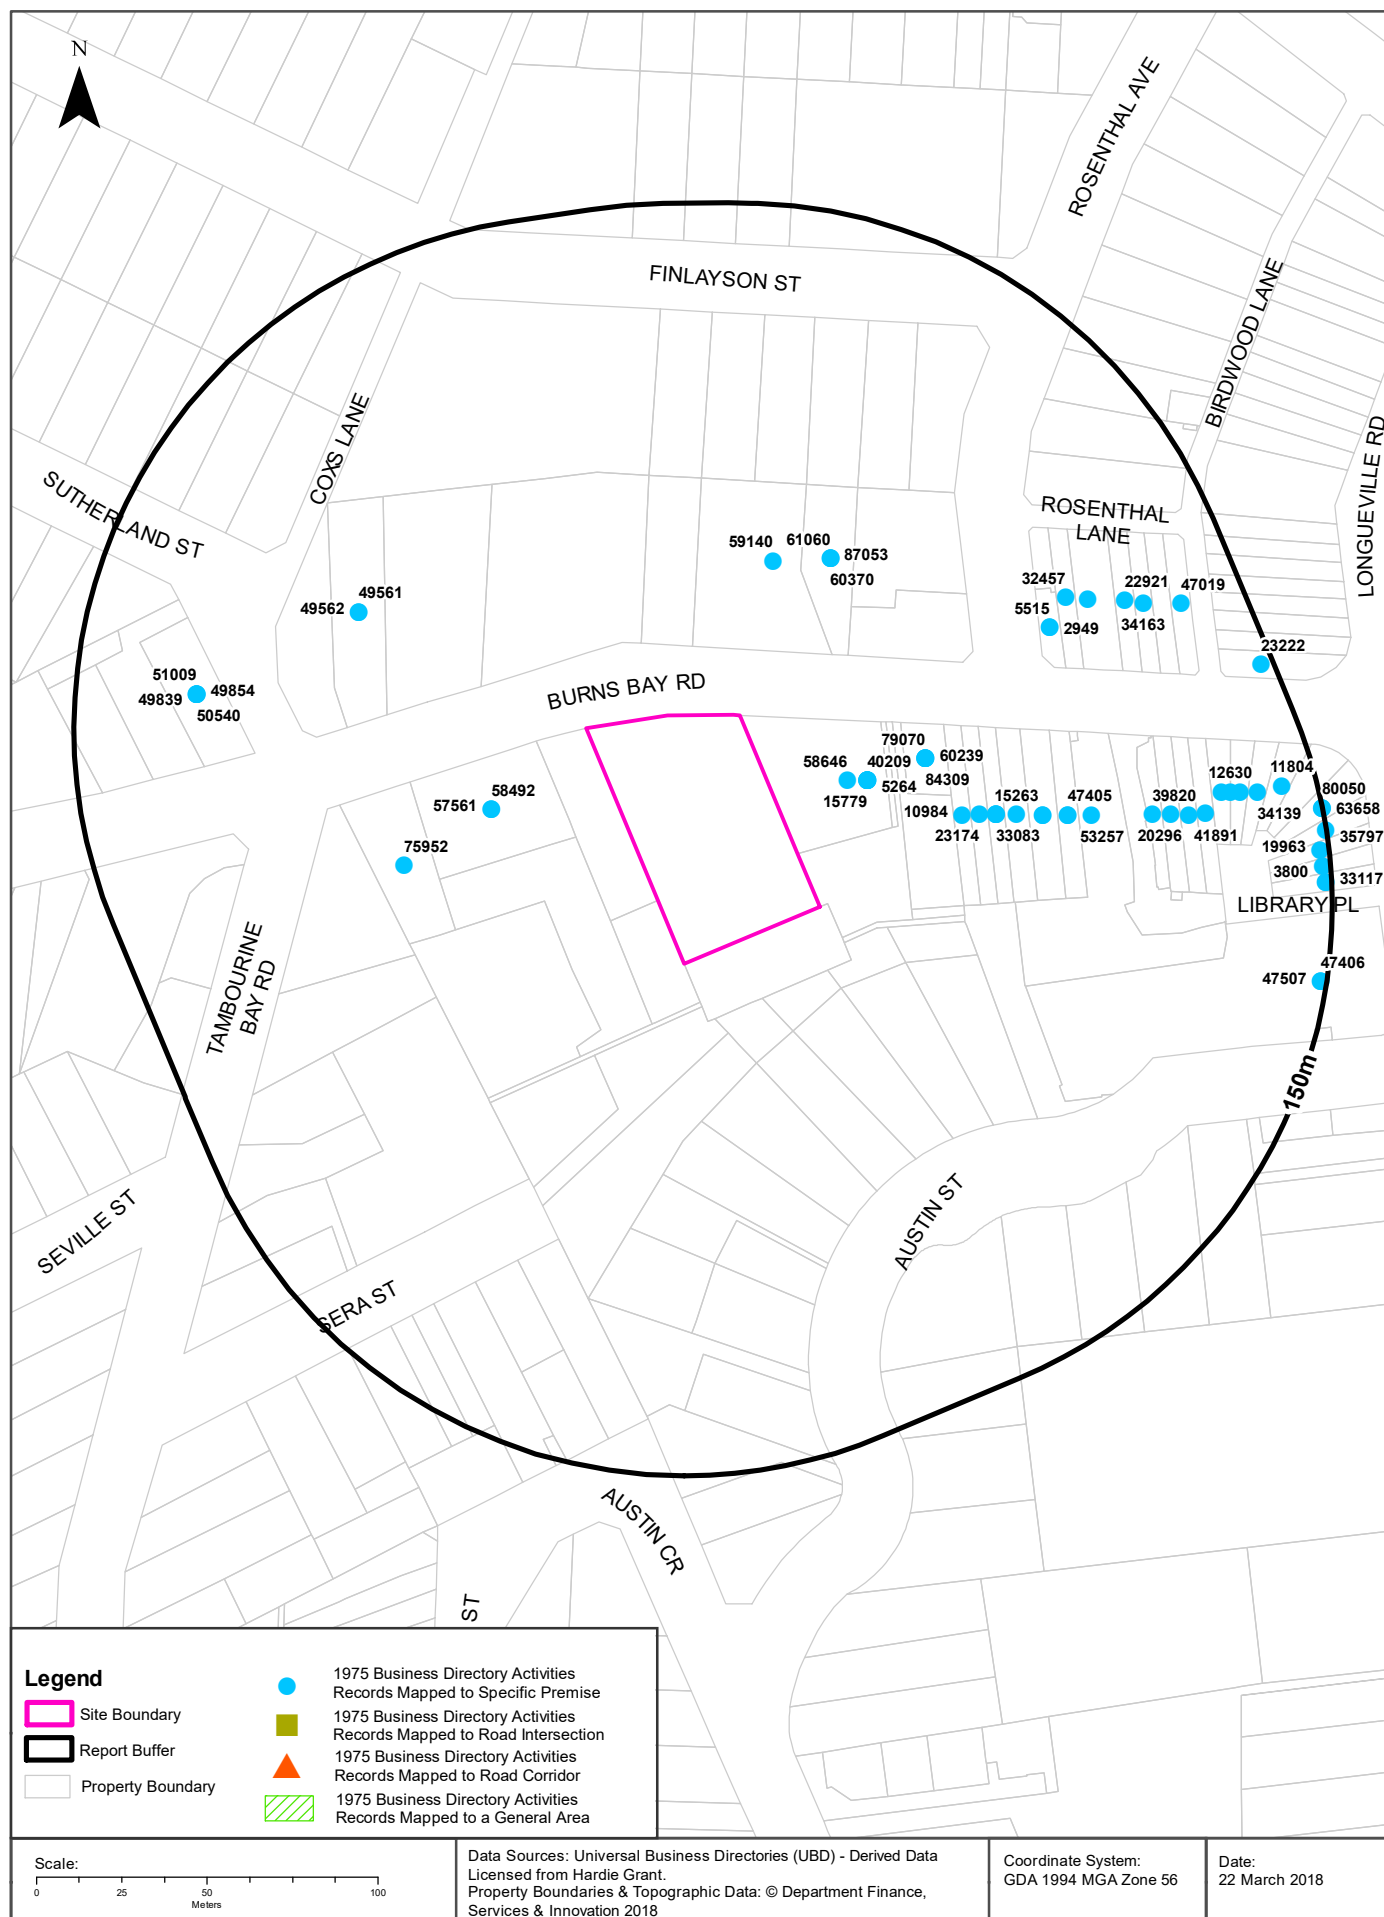 N
ROSENTHAL AVE
FINLAYSON ST
BIRDWOOD LANE
COXS LANE
LONGUEVILLE RD
SUTHERLAND ST
ROSENTHAL
LANE
59140
61060
87053
60370
32457
22921
47019
5515
2949
34163
49561
49562
23222
51009
49854
49839
50540
BURNS BAY RD
79070
60239
58646
40209
84309
5264
15779
12630
11804
80050
63658
58492
57561
10984
15263
47405
39820
34139
23174
33083
53257
20296
41891
35797
19963
75952
3800
33117
LIBRARY PL
TAMBOURINE
BAY RD
47406
47507
150m
SEVILLE ST
AUSTIN ST
SERA ST
AUSTIN CR
ST
Legend
Site Boundary
Report Buffer
Property Boundary
1975 Business Directory Activities
Records Mapped to Specific Premise
1975 Business Directory Activities
Records Mapped to Road Intersection
1975 Business Directory Activities
Records Mapped to Road Corridor
1975 Business Directory Activities
Records Mapped to a General Area
Scale:
0 25 50 100
Meters
Data Sources: Universal Business Directories (UBD) - Derived Data
Licensed from Hardie Grant.
Property Boundaries & Topographic Data: © Department Finance,
Services & Innovation 2018
Coordinate System:
GDA 1994 MGA Zone 56
Date:
22 March 2018